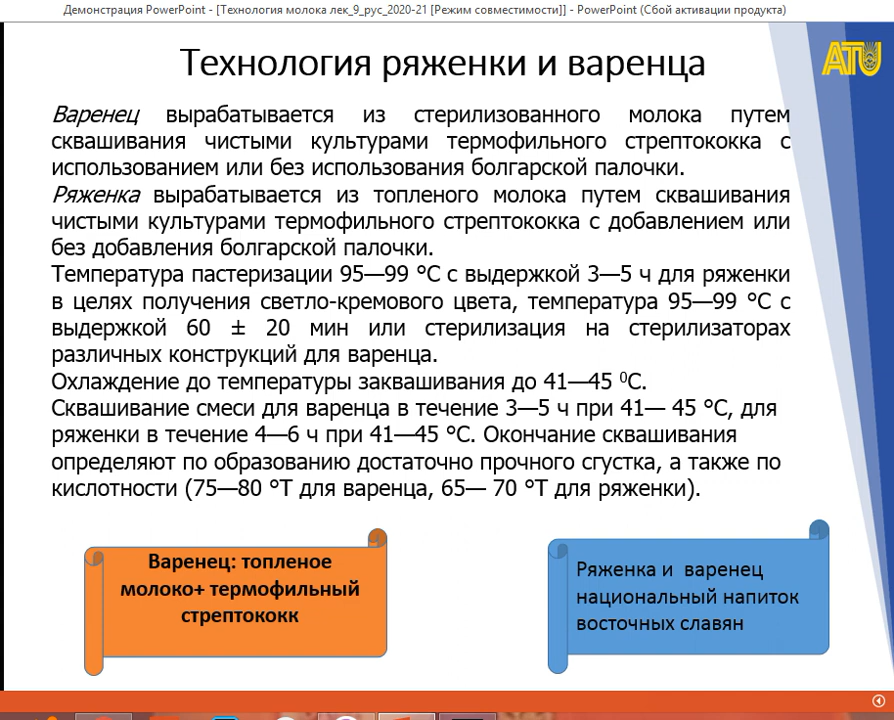 Демонстрация PowerPoint - [Технология молока лек_9_рус_2020-21 [Режим совместимости]] - PowerPoint (Сбой активации продукта)
Технология ряженки и варенца
ATU
Варенец вырабатывается из стерилизованного молока путем
сквашивания чистыми культурами термофильного стрептококка с
использованием или без использования болгарской палочки.
Ряженка вырабатывается из топленого молока путем сквашивания
чистыми культурами термофильного стрептококка с добавлением или
без добавления болгарской палочки.
Температура пастеризации 95—99 °С с выдержкой 3—5 ч для ряженки
в целях получения светло-кремового цвета, температура 95—99 °С с
выдержкой 60 ± 20 мин или стерилизация на стерилизаторах
различных конструкций для варенца.
Охлаждение до температуры заквашивания до 41—45 ⁰С.
Сквашивание смеси для варенца в течение 3—5 ч при 41— 45 °С, для
ряженки в течение 4—6 ч при 41—45 °С. Окончание сквашивания
определяют по образованию достаточно прочного сгустка, а также по
кислотности (75—80 °Т для варенца, 65— 70 °Т для ряженки).
Варенец: топленое
молоко+ термофильный
стрептококк
Ряженка и варенец
национальный напиток
восточных славян